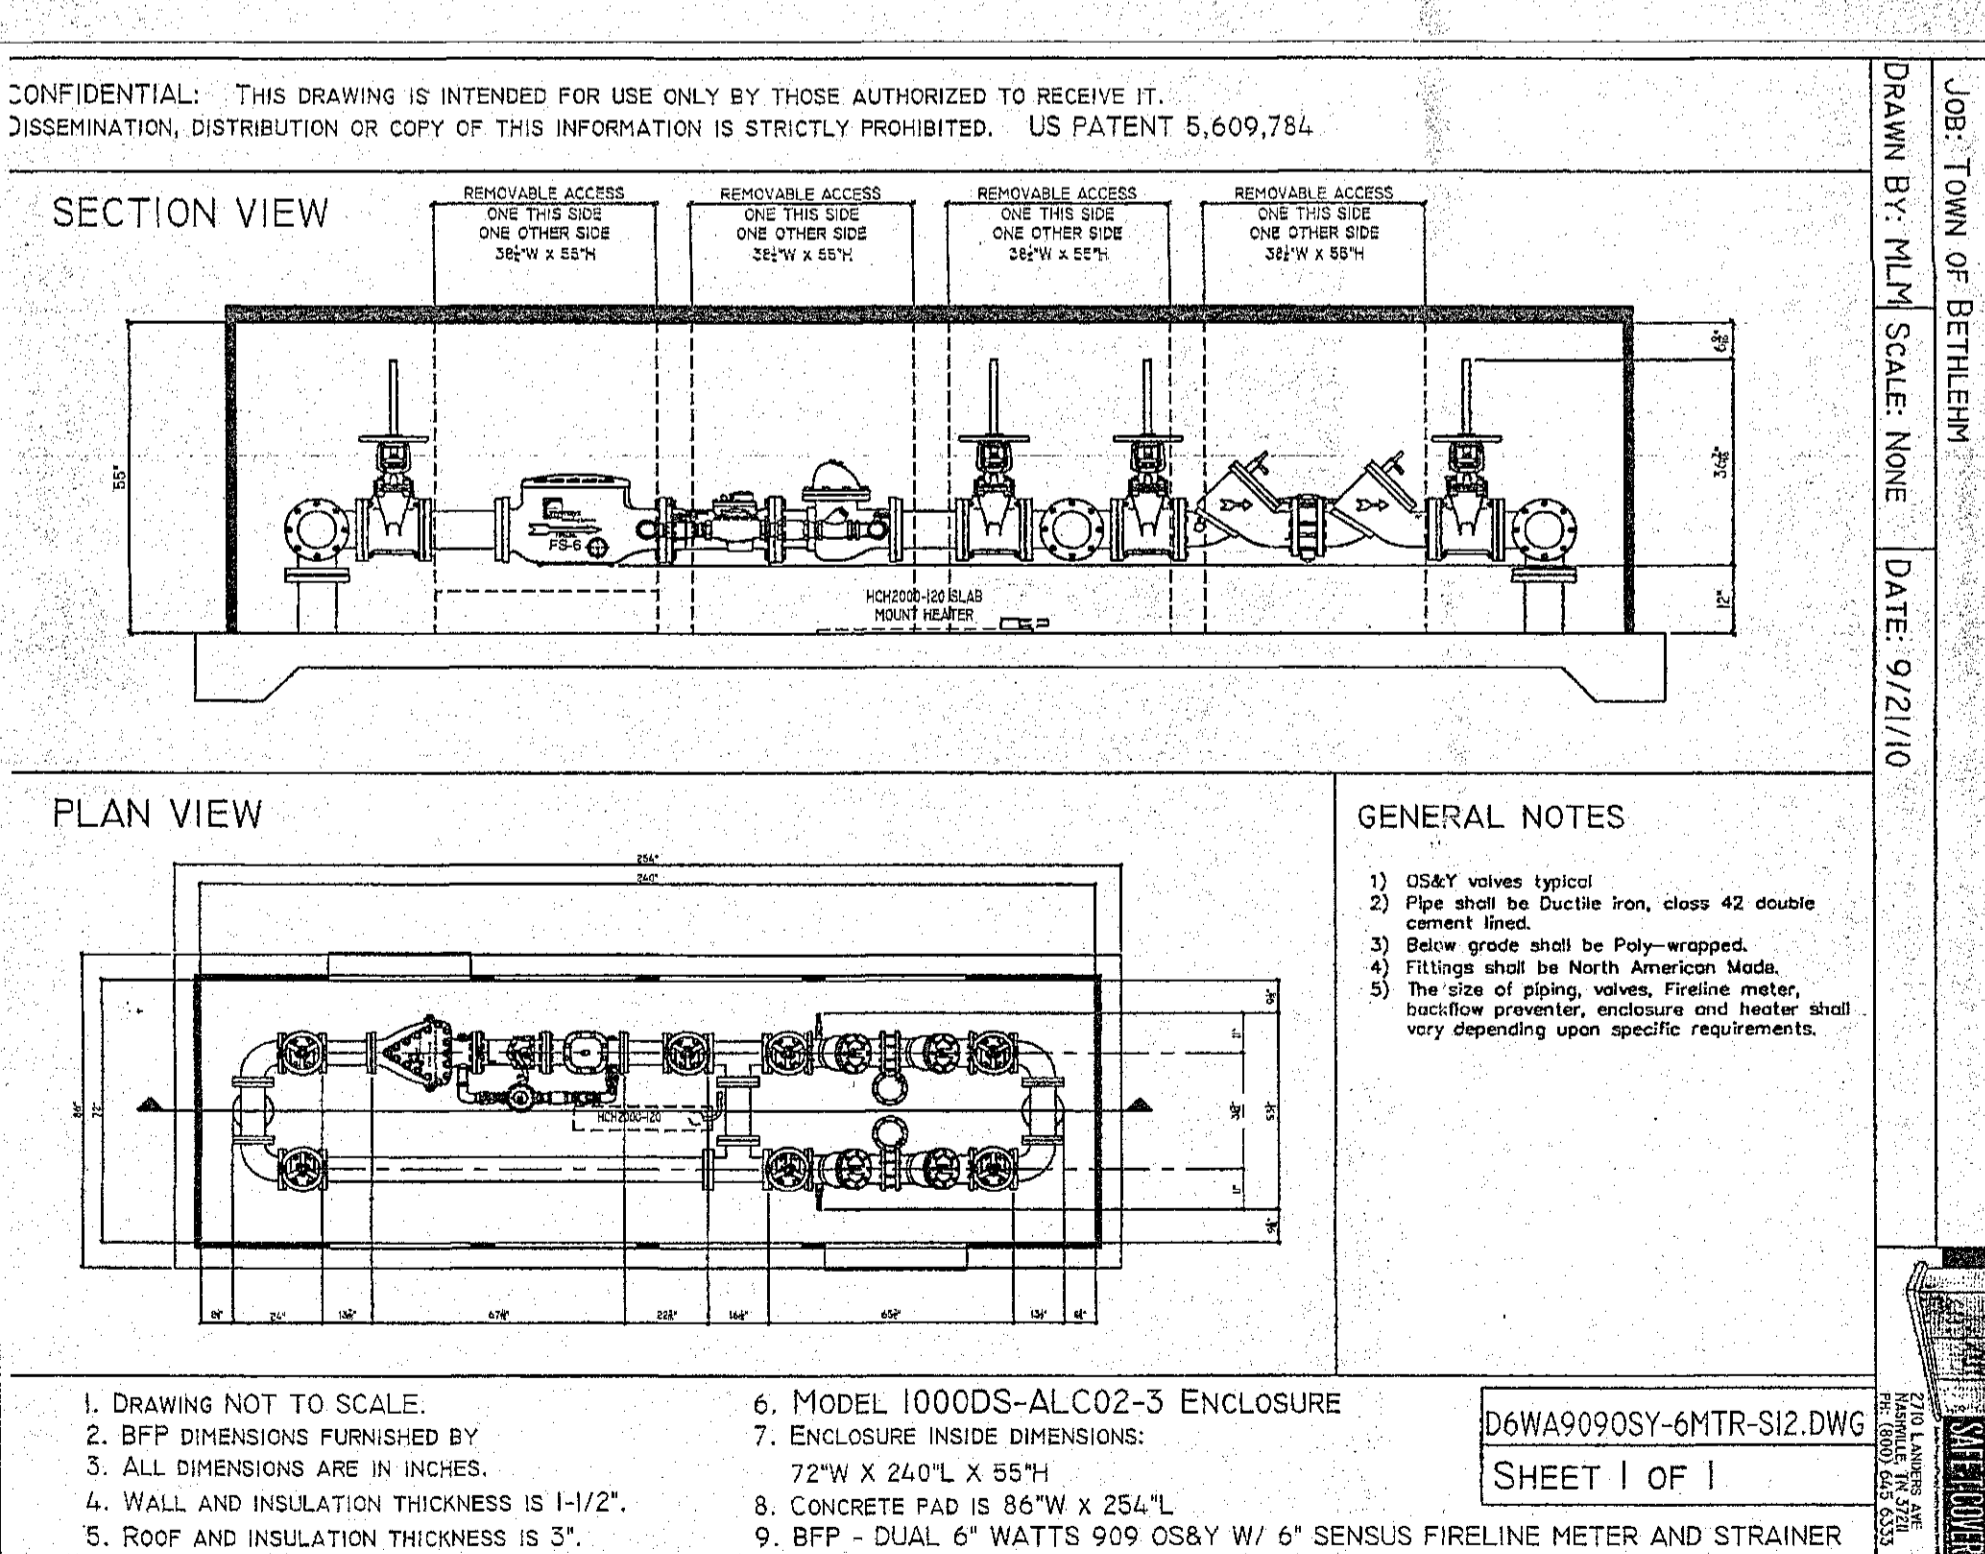 CONFIDENTIAL: THIS DRAWING IS INTENDED FOR USE ONLY BY THOSE AUTHORIZED TO RECEIVE IT.
DISSEMINATION, DISTRIBUTION OR COPY OF THIS INFORMATION IS STRICTLY PROHIBITED. US PATENT 5,609,784
SECTION VIEW
REMOVABLE ACCESS
ONE THIS SIDE
ONE OTHER SIDE
38½"W X 55"H
REMOVABLE ACCESS
ONE THIS SIDE
ONE OTHER SIDE
38½"W X 55"H
REMOVABLE ACCESS
ONE THIS SIDE
ONE OTHER SIDE
38½"W X 55"H
REMOVABLE ACCESS
ONE THIS SIDE
ONE OTHER SIDE
38½"W X 55"H
55"
FS-6
HCH2000-120 SLAB
MOUNT HEATER
12"
PLAN VIEW
254"
240"
86"
72"
HCH2000-120
11"
11"
24"
GENERAL NOTES
1) OS&Y valves typical
2) Pipe shall be Ductile iron, class 42 double
cement lined.
3) Below grade shall be Poly-wrapped.
4) Fittings shall be North American Made.
5) The size of piping, valves, Fireline meter,
backflow preventer, enclosure and heater shall
vary depending upon specific requirements.
1. DRAWING NOT TO SCALE.
2. BFP DIMENSIONS FURNISHED BY
3. ALL DIMENSIONS ARE IN INCHES.
4. WALL AND INSULATION THICKNESS IS 1-1/2".
5. ROOF AND INSULATION THICKNESS IS 3".
6. MODEL 1000DS-ALC02-3 ENCLOSURE
7. ENCLOSURE INSIDE DIMENSIONS:
72"W X 240"L X 55"H
8. CONCRETE PAD IS 86"W X 254"L
9. BFP - DUAL 6" WATTS 909 OS&Y W/ 6" SENSUS FIRELINE METER AND STRAINER
D6WA909OSY-6MTR-S12.DWG
SHEET 1 OF 1
JOB: TOWN OF BETHLEHM
DRAWN BY: MLM SCALE: NONE DATE: 9/21/10
2710 LANDERS AVE
NASHVILLE, TN 37211
PH: (800) 645 6333